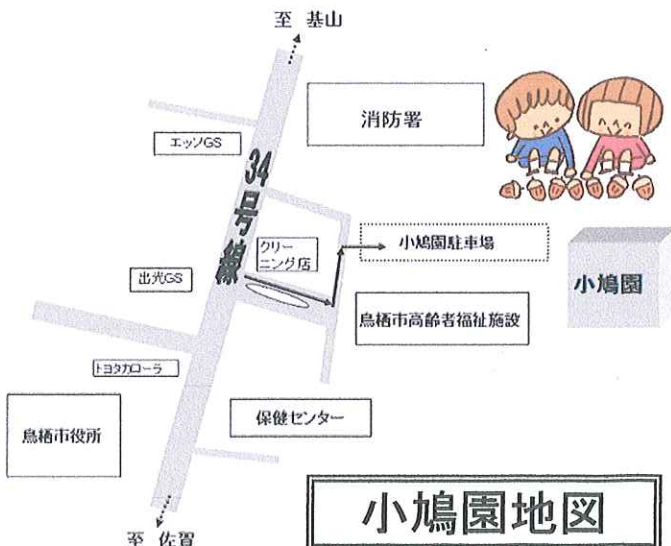 至 基山
消防署
エッソGS
34号線
クリー
ニング店
小鳩園駐車場
小鳩園
出光GS
鳥栖市高齢者福祉施設
トヨタカローラ
保健センター
鳥栖市役所
小鳩園地図
至 佐賀